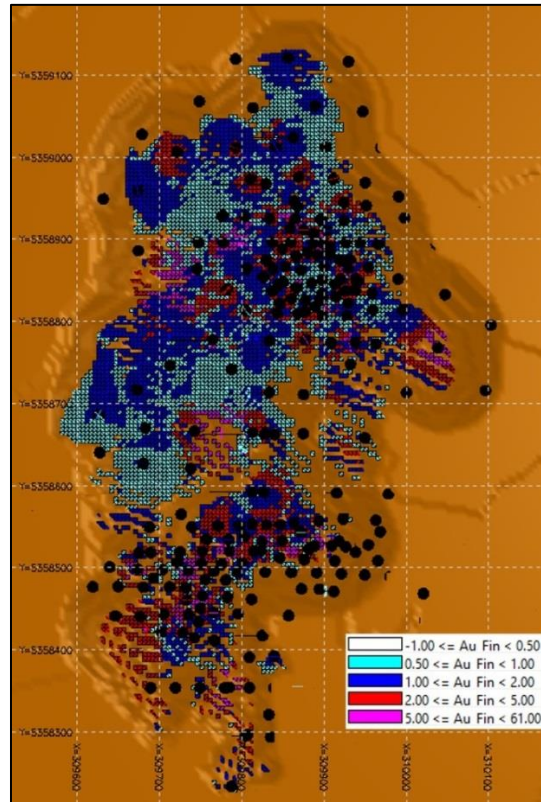 Y=5359100
Y=5359000
Y=5358900
Y=5358800
Y=5358700
Y=5358600
Y=5358500
Y=5358400
Y=5358300
X=309600
X=309700
X=309800
X=309900
X=310000
X=310100
-1.00 <= Au Fin < 0.50
0.50 <= Au Fin < 1.00
1.00 <= Au Fin < 2.00
2.00 <= Au Fin < 5.00
5.00 <= Au Fin < 61.00